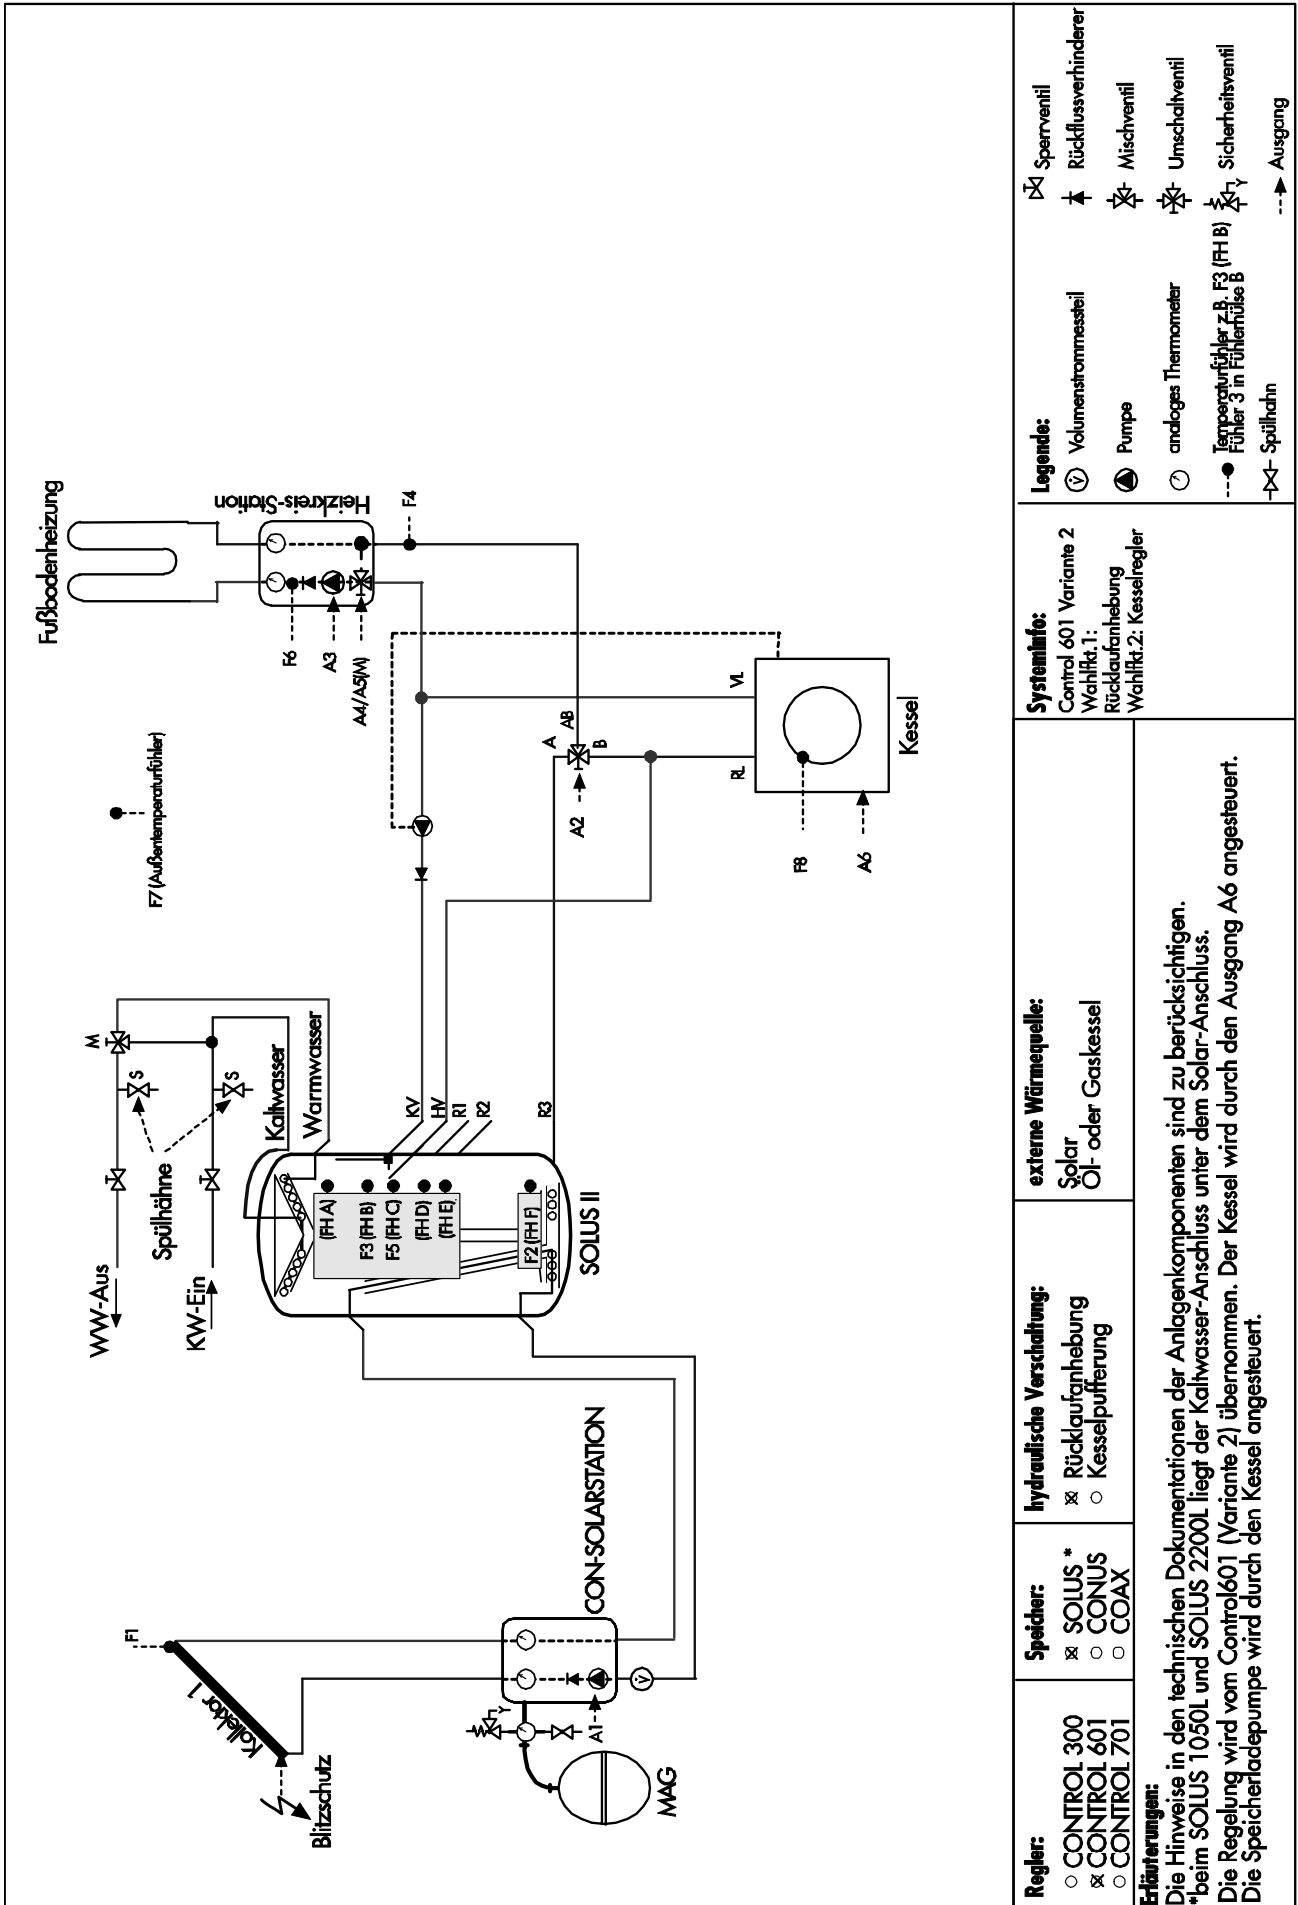 Fußbodenheizung
Heizkreis-Station
F6
A3
A4/A5(M)
F4
F7 (Außentemperaturfühler)
VL
RL
A
AB
B
A2
F8
A6
Kessel
M
S
S
Kaltwasser
Warmwasser
Spülhähne
WW-Aus
KW-Ein
KV
HV
R1
R2
R3
(FH A)
F3 (FH B)
F5 (FH C)
(FH D)
(FH E)
F2 (FH F)
SOLUS II
CON-SOLARSTATION
F1
Kollektor 1
Blitzschutz
Y
A1
V
MAG
Regler:
CONTROL 300
CONTROL 601
CONTROL 701
Speicher:
SOLUS *
CONUS
COAX
hydraulische Verschaltung:
Rücklaufanhebung
Kesselpufferung
externe Wärmequelle:
Solar
Öl- oder Gaskessel
Systeminfo:
Control 601 Variante 2
Wahlfkt.1:
Rücklaufanhebung
Wahlfkt.2: Kesselregler
Legende:
V Volumenstrommessteil
Pumpe
analoges Thermometer
Temperaturfühler z.B. F3 (FH B)
Fühler 3 in Fühlerhülse B
Spülhahn
Sperrventil
Rückflussverhinderer
Mischventil
Umschaltventil
Y Sicherheitsventil
Ausgang
Erläuterungen:
Die Hinweise in den technischen Dokumentationen der Anlagenkomponenten sind zu berücksichtigen.
*beim SOLUS 1050L und SOLUS 2200L liegt der Kaltwasser-Anschluss unter dem Solar-Anschluss.
Die Regelung wird vom Control601 (Variante 2) übernommen. Der Kessel wird durch den Ausgang A6 angesteuert.
Die Speicherladepumpe wird durch den Kessel angesteuert.